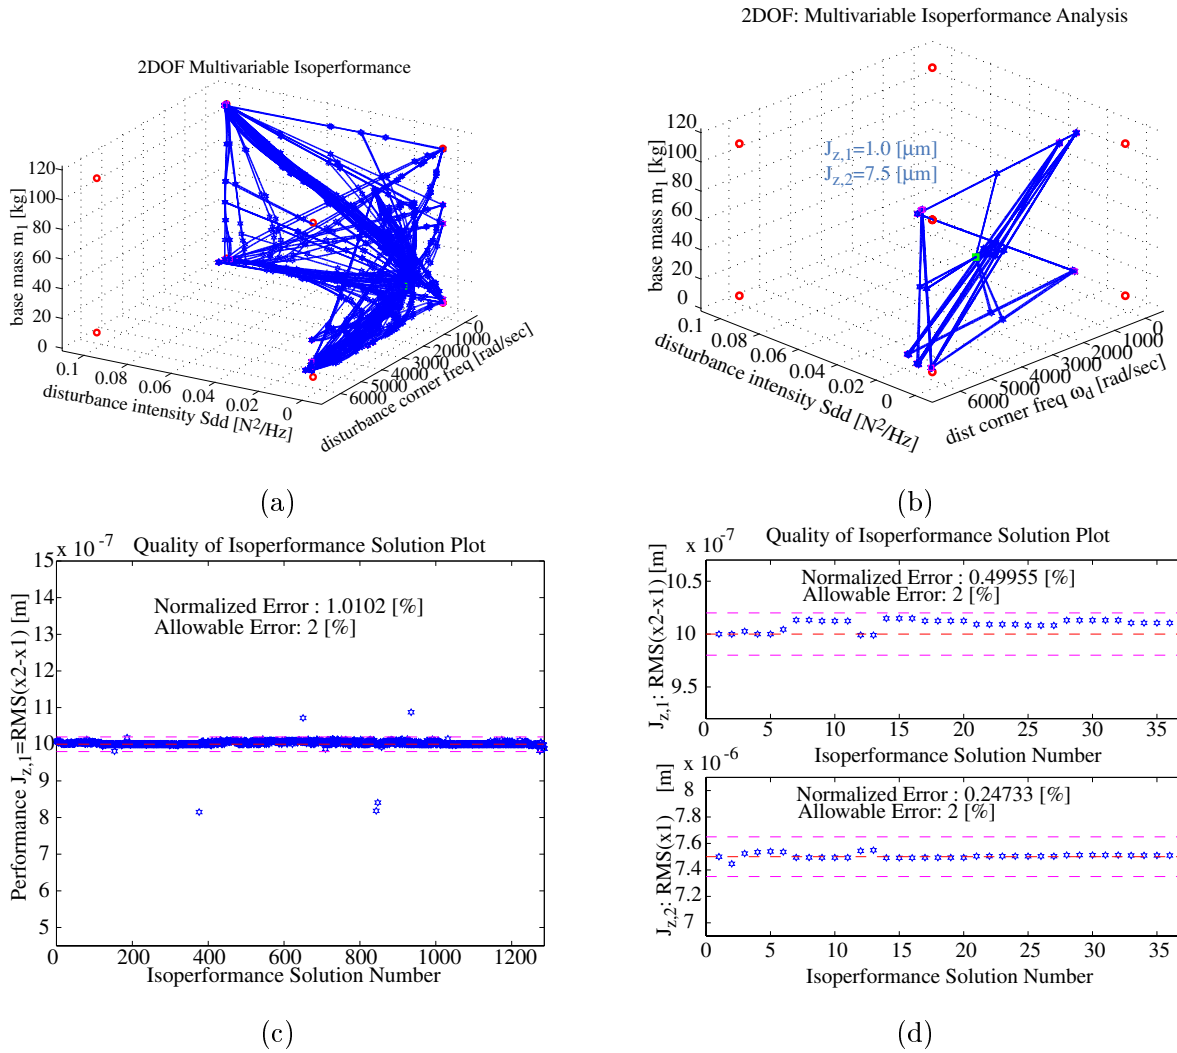 2DOF Multivariable Isoperformance
120
100
80
60
40
20
0
base mass m1 [kg]
0.1
0.08
0.06
0.04
0.02
0
disturbance intensity Sdd [N²/Hz]
0
1000
2000
3000
4000
5000
6000
disturbance corner freq [rad/sec]
(a)
2DOF: Multivariable Isoperformance Analysis
Jz,1=1.0 [μm]
Jz,2=7.5 [μm]
120
100
80
60
40
20
0
base mass m1 [kg]
0.1
0.08
0.06
0.04
0.02
0
disturbance intensity Sdd [N²/Hz]
0
1000
2000
3000
4000
5000
6000
dist corner freq ωd [rad/sec]
(b)
x 10 -7
Quality of Isoperformance Solution Plot
Normalized Error : 1.0102 [%]
Allowable Error: 2 [%]
15
14
13
12
11
10
9
8
7
6
5
Performance Jz,1=RMS(x2-x1) [m]
0 200 400 600 800 1000 1200
Isoperformance Solution Number
(c)
Quality of Isoperformance Solution Plot
x 10 -7
Normalized Error : 0.49955 [%]
Allowable Error: 2 [%]
10.5
10
9.5
Jz,1: RMS(x2-x1) [m]
0 5 10 15 20 25 30 35
Isoperformance Solution Number
x 10 -6
Normalized Error : 0.24733 [%]
Allowable Error: 2 [%]
8
7.8
7.6
7.4
7.2
7
Jz,2: RMS(x1) [m]
0 5 10 15 20 25 30 35
Isoperformance Solution Number
(d)